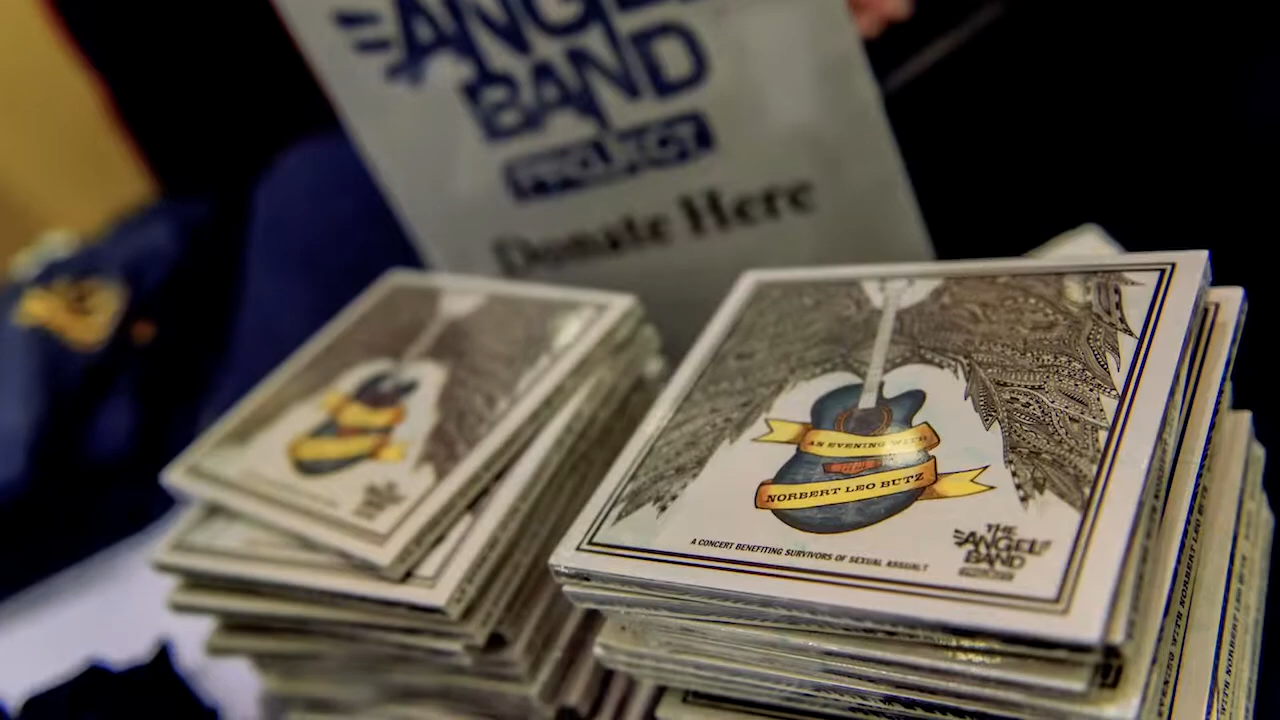 ANGEL
BAND
PROJECT
Donate Here
AN EVENING WITH
NORBERT LEO BUTZ
A CONCERT BENEFITING SURVIVORS OF SEXUAL ASSAULT
THE
ANGEL
BAND